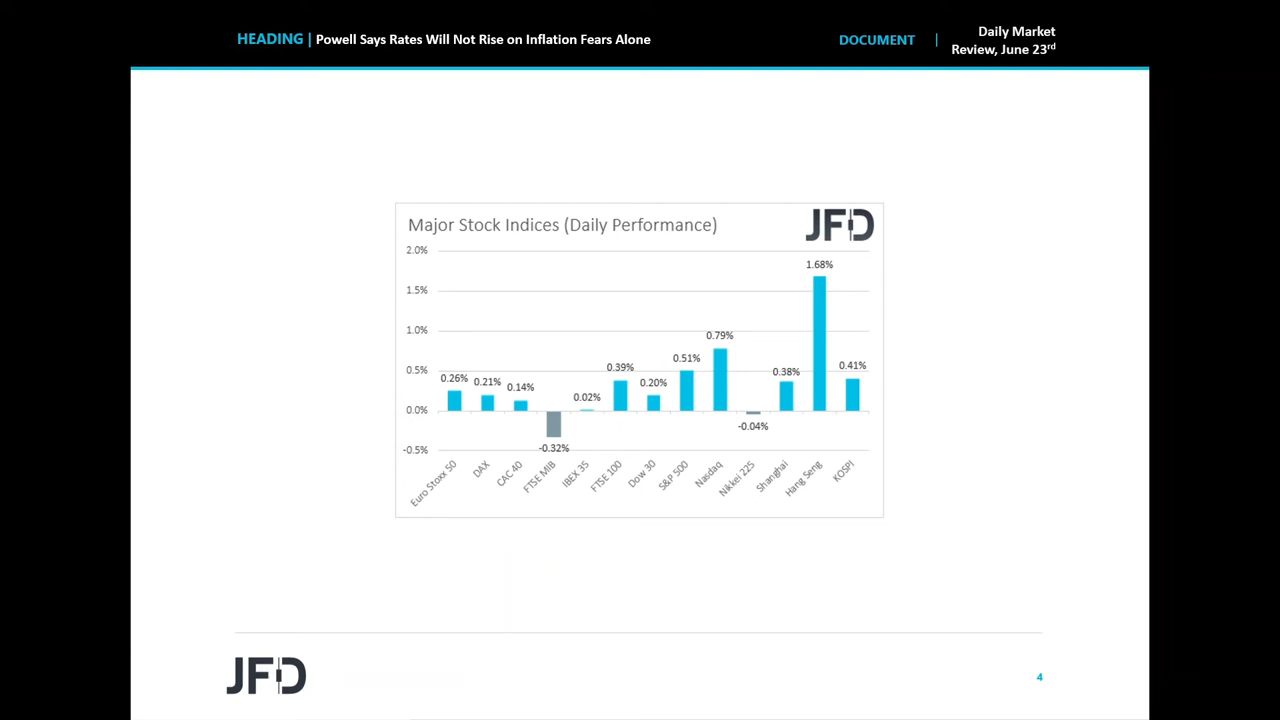 HEADING | Powell Says Rates Will Not Rise on Inflation Fears Alone
DOCUMENT | Daily Market
Review, June 23rd
Major Stock Indices (Daily Performance)
JFD
2.0%
1.5%
1.0%
0.5%
0.0%
-0.5%
0.26%
0.21%
0.14%
-0.32%
0.02%
0.39%
0.20%
0.51%
0.79%
-0.04%
0.38%
1.68%
0.41%
Euro Stoxx 50
DAX
CAC 40
FTSE MIB
IBEX 35
FTSE 100
Dow 30
S&P 500
Nasdaq
Nikkei 225
Shanghai
Hang Seng
KOSPI
JFD
4